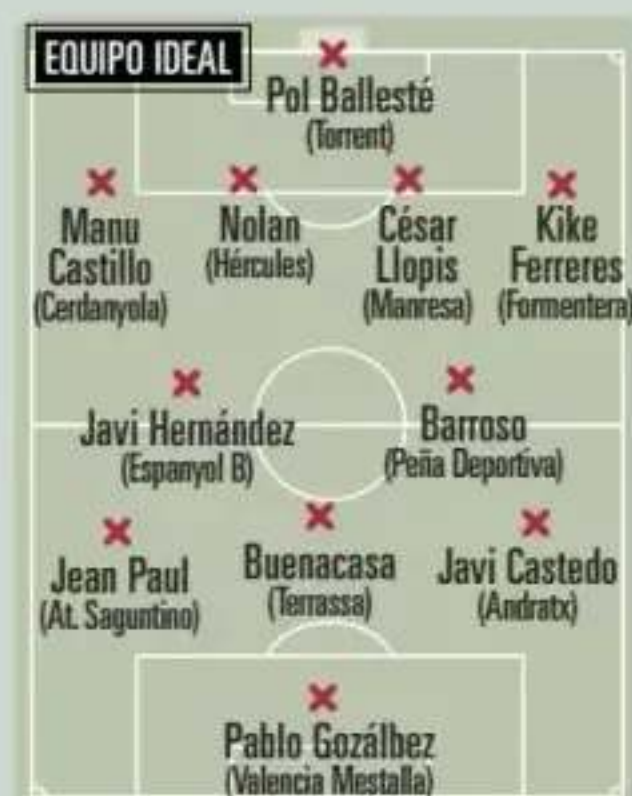 EQUIPO IDEAL
Pol Ballesté
(Torrent)
Manu
Castillo
(Cerdanyola)
Nolan
(Hércules)
César
Llopis
(Manresa)
Kike
Ferreres
(Formentera)
Javi Hernández
(Espanyol B)
Barroso
(Peña Deportiva)
Jean Paul
(At. Saguntino)
Buenacasa
(Terrassa)
Javi Castedo
(Andratx)
Pablo Gozálbez
(Valencia Mestalla)